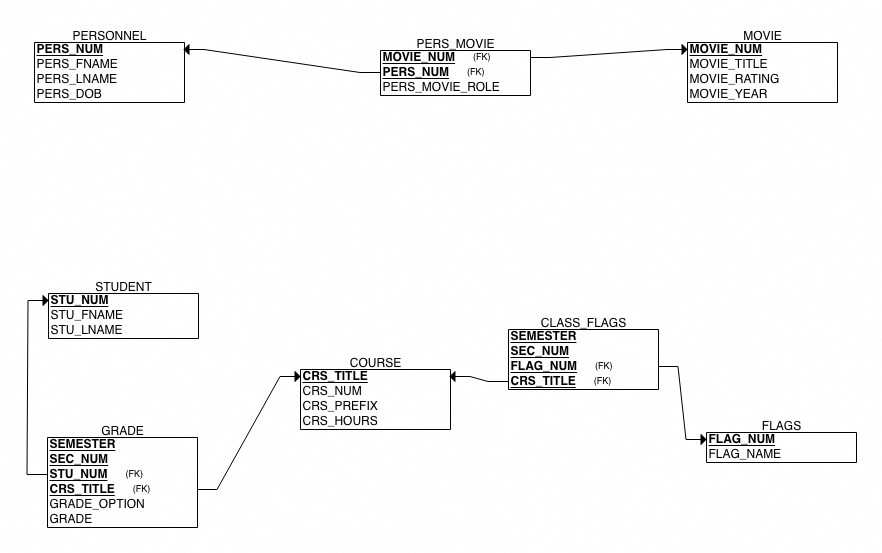 PERSONNEL
PERS_NUM
PERS_FNAME
PERS_LNAME
PERS_DOB
PERS_MOVIE
MOVIE_NUM (FK)
PERS_NUM (FK)
PERS_MOVIE_ROLE
MOVIE
MOVIE_NUM
MOVIE_TITLE
MOVIE_RATING
MOVIE_YEAR
STUDENT
STU_NUM
STU_FNAME
STU_LNAME
GRADE
SEMESTER
SEC_NUM
STU_NUM (FK)
CRS_TITLE (FK)
GRADE_OPTION
GRADE
COURSE
CRS_TITLE
CRS_NUM
CRS_PREFIX
CRS_HOURS
CLASS_FLAGS
SEMESTER
SEC_NUM
FLAG_NUM (FK)
CRS_TITLE (FK)
FLAGS
FLAG_NUM
FLAG_NAME